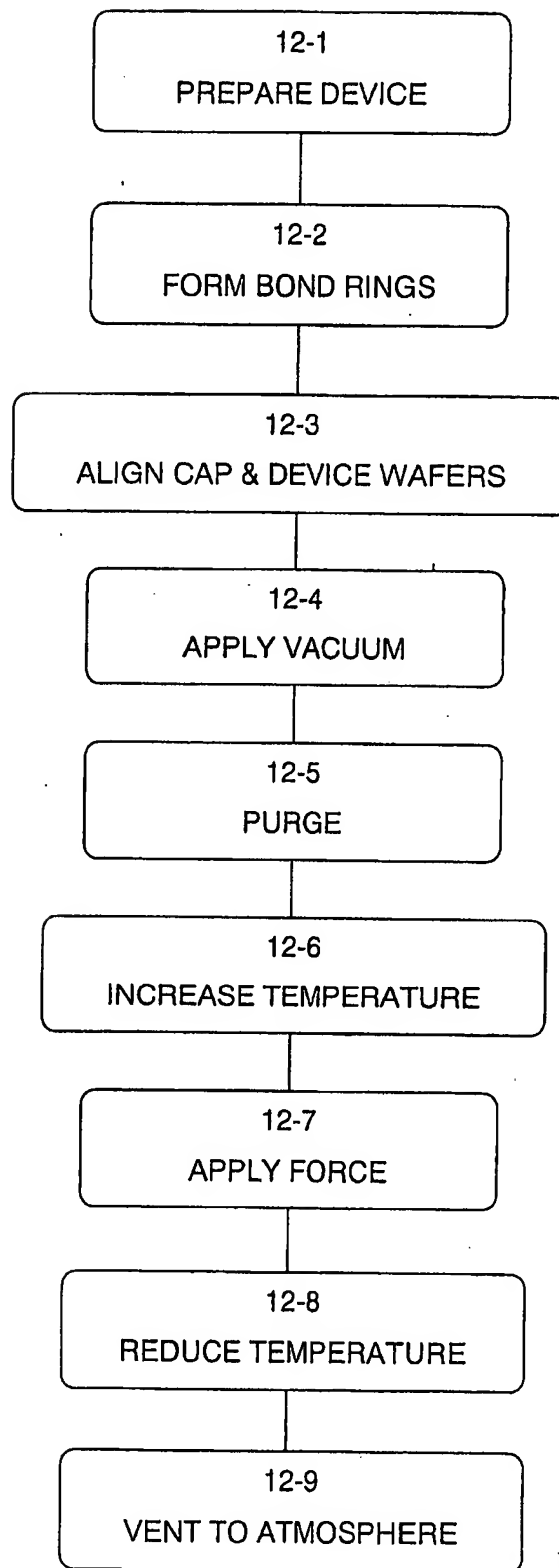 12-1
PREPARE DEVICE
12-2
FORM BOND RINGS
12-3
ALIGN CAP & DEVICE WAFERS
12-4
APPLY VACUUM
12-5
PURGE
12-6
INCREASE TEMPERATURE
12-7
APPLY FORCE
12-8
REDUCE TEMPERATURE
12-9
VENT TO ATMOSPHERE